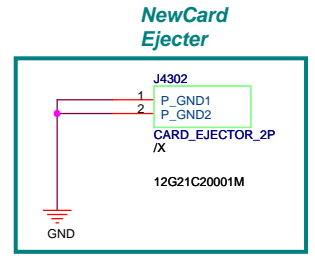 NewCard
Ejecter
J4302
1 P_GND1
2 P_GND2
CARD_EJECTOR_2P
/X
12G21C20001M
GND